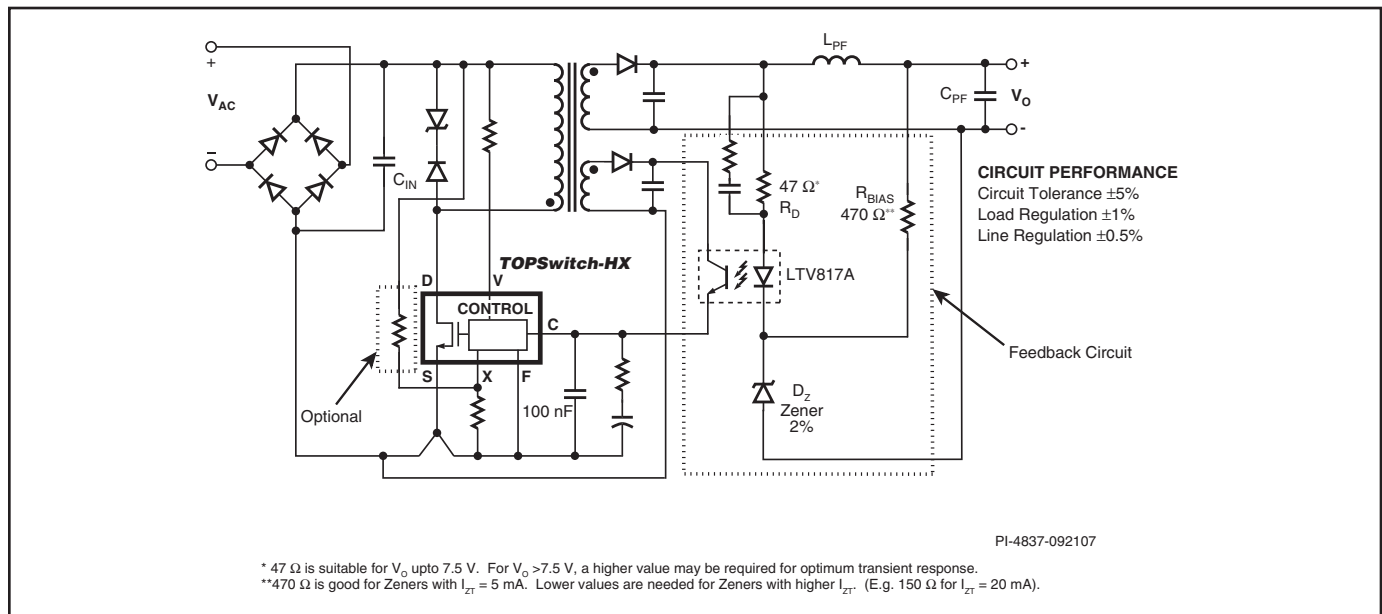 +
V_AC
−
C_IN
TOPSwitch-HX
D
V
CONTROL
C
S
X
F
100 nF
Optional
L_PF
+
C_PF
V_O
-
47 Ω*
R_D
R_BIAS
470 Ω**
LTV817A
D_Z
Zener
2%
CIRCUIT PERFORMANCE
Circuit Tolerance ±5%
Load Regulation ±1%
Line Regulation ±0.5%
Feedback Circuit
PI-4837-092107
* 47 Ω is suitable for V_O upto 7.5 V. For V_O >7.5 V, a higher value may be required for optimum transient response.
**470 Ω is good for Zeners with I_ZT = 5 mA. Lower values are needed for Zeners with higher I_ZT. (E.g. 150 Ω for I_ZT = 20 mA).